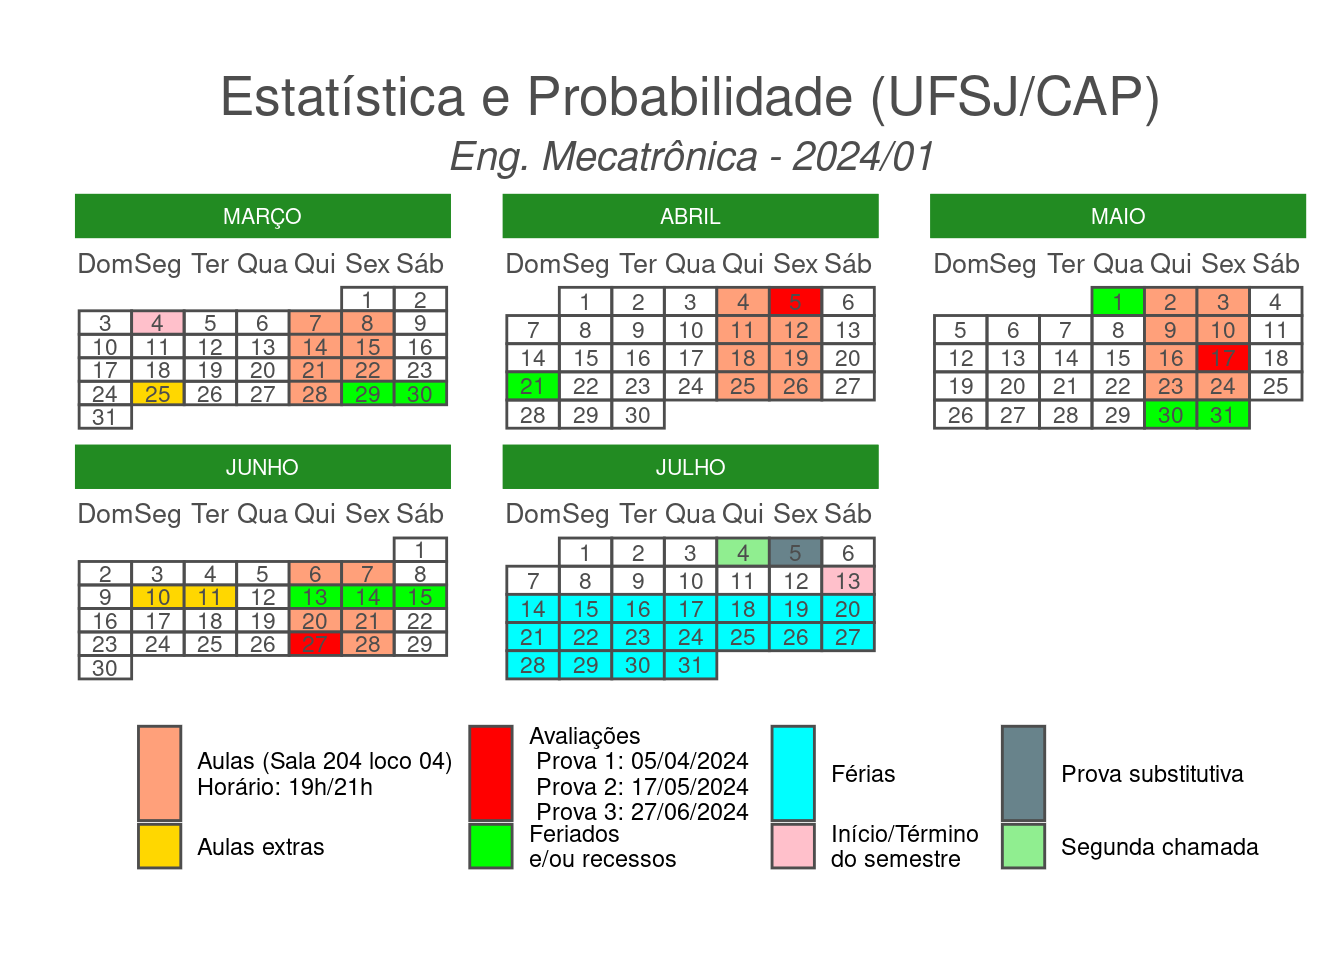 Estatística e Probabilidade (UFSJ/CAP)
Eng. Mecatrônica - 2024/01
MARÇO
Dom Seg Ter Qua Qui Sex Sáb
1 2
3 4 5 6 7 8 9
10 11 12 13 14 15 16
17 18 19 20 21 22 23
24 25 26 27 28 29 30
31
ABRIL
Dom Seg Ter Qua Qui Sex Sáb
1 2 3 4 5 6
7 8 9 10 11 12 13
14 15 16 17 18 19 20
21 22 23 24 25 26 27
28 29 30
MAIO
Dom Seg Ter Qua Qui Sex Sáb
1 2 3 4
5 6 7 8 9 10 11
12 13 14 15 16 17 18
19 20 21 22 23 24 25
26 27 28 29 30 31
JUNHO
Dom Seg Ter Qua Qui Sex Sáb
1
2 3 4 5 6 7 8
9 10 11 12 13 14 15
16 17 18 19 20 21 22
23 24 25 26 27 28 29
30
JULHO
Dom Seg Ter Qua Qui Sex Sáb
1 2 3 4 5 6
7 8 9 10 11 12 13
14 15 16 17 18 19 20
21 22 23 24 25 26 27
28 29 30 31
Aulas (Sala 204 loco 04)
Horário: 19h/21h
Aulas extras
Avaliações
Prova 1: 05/04/2024
Prova 2: 17/05/2024
Prova 3: 27/06/2024
Feriados
e/ou recessos
Férias
Início/Término
do semestre
Prova substitutiva
Segunda chamada